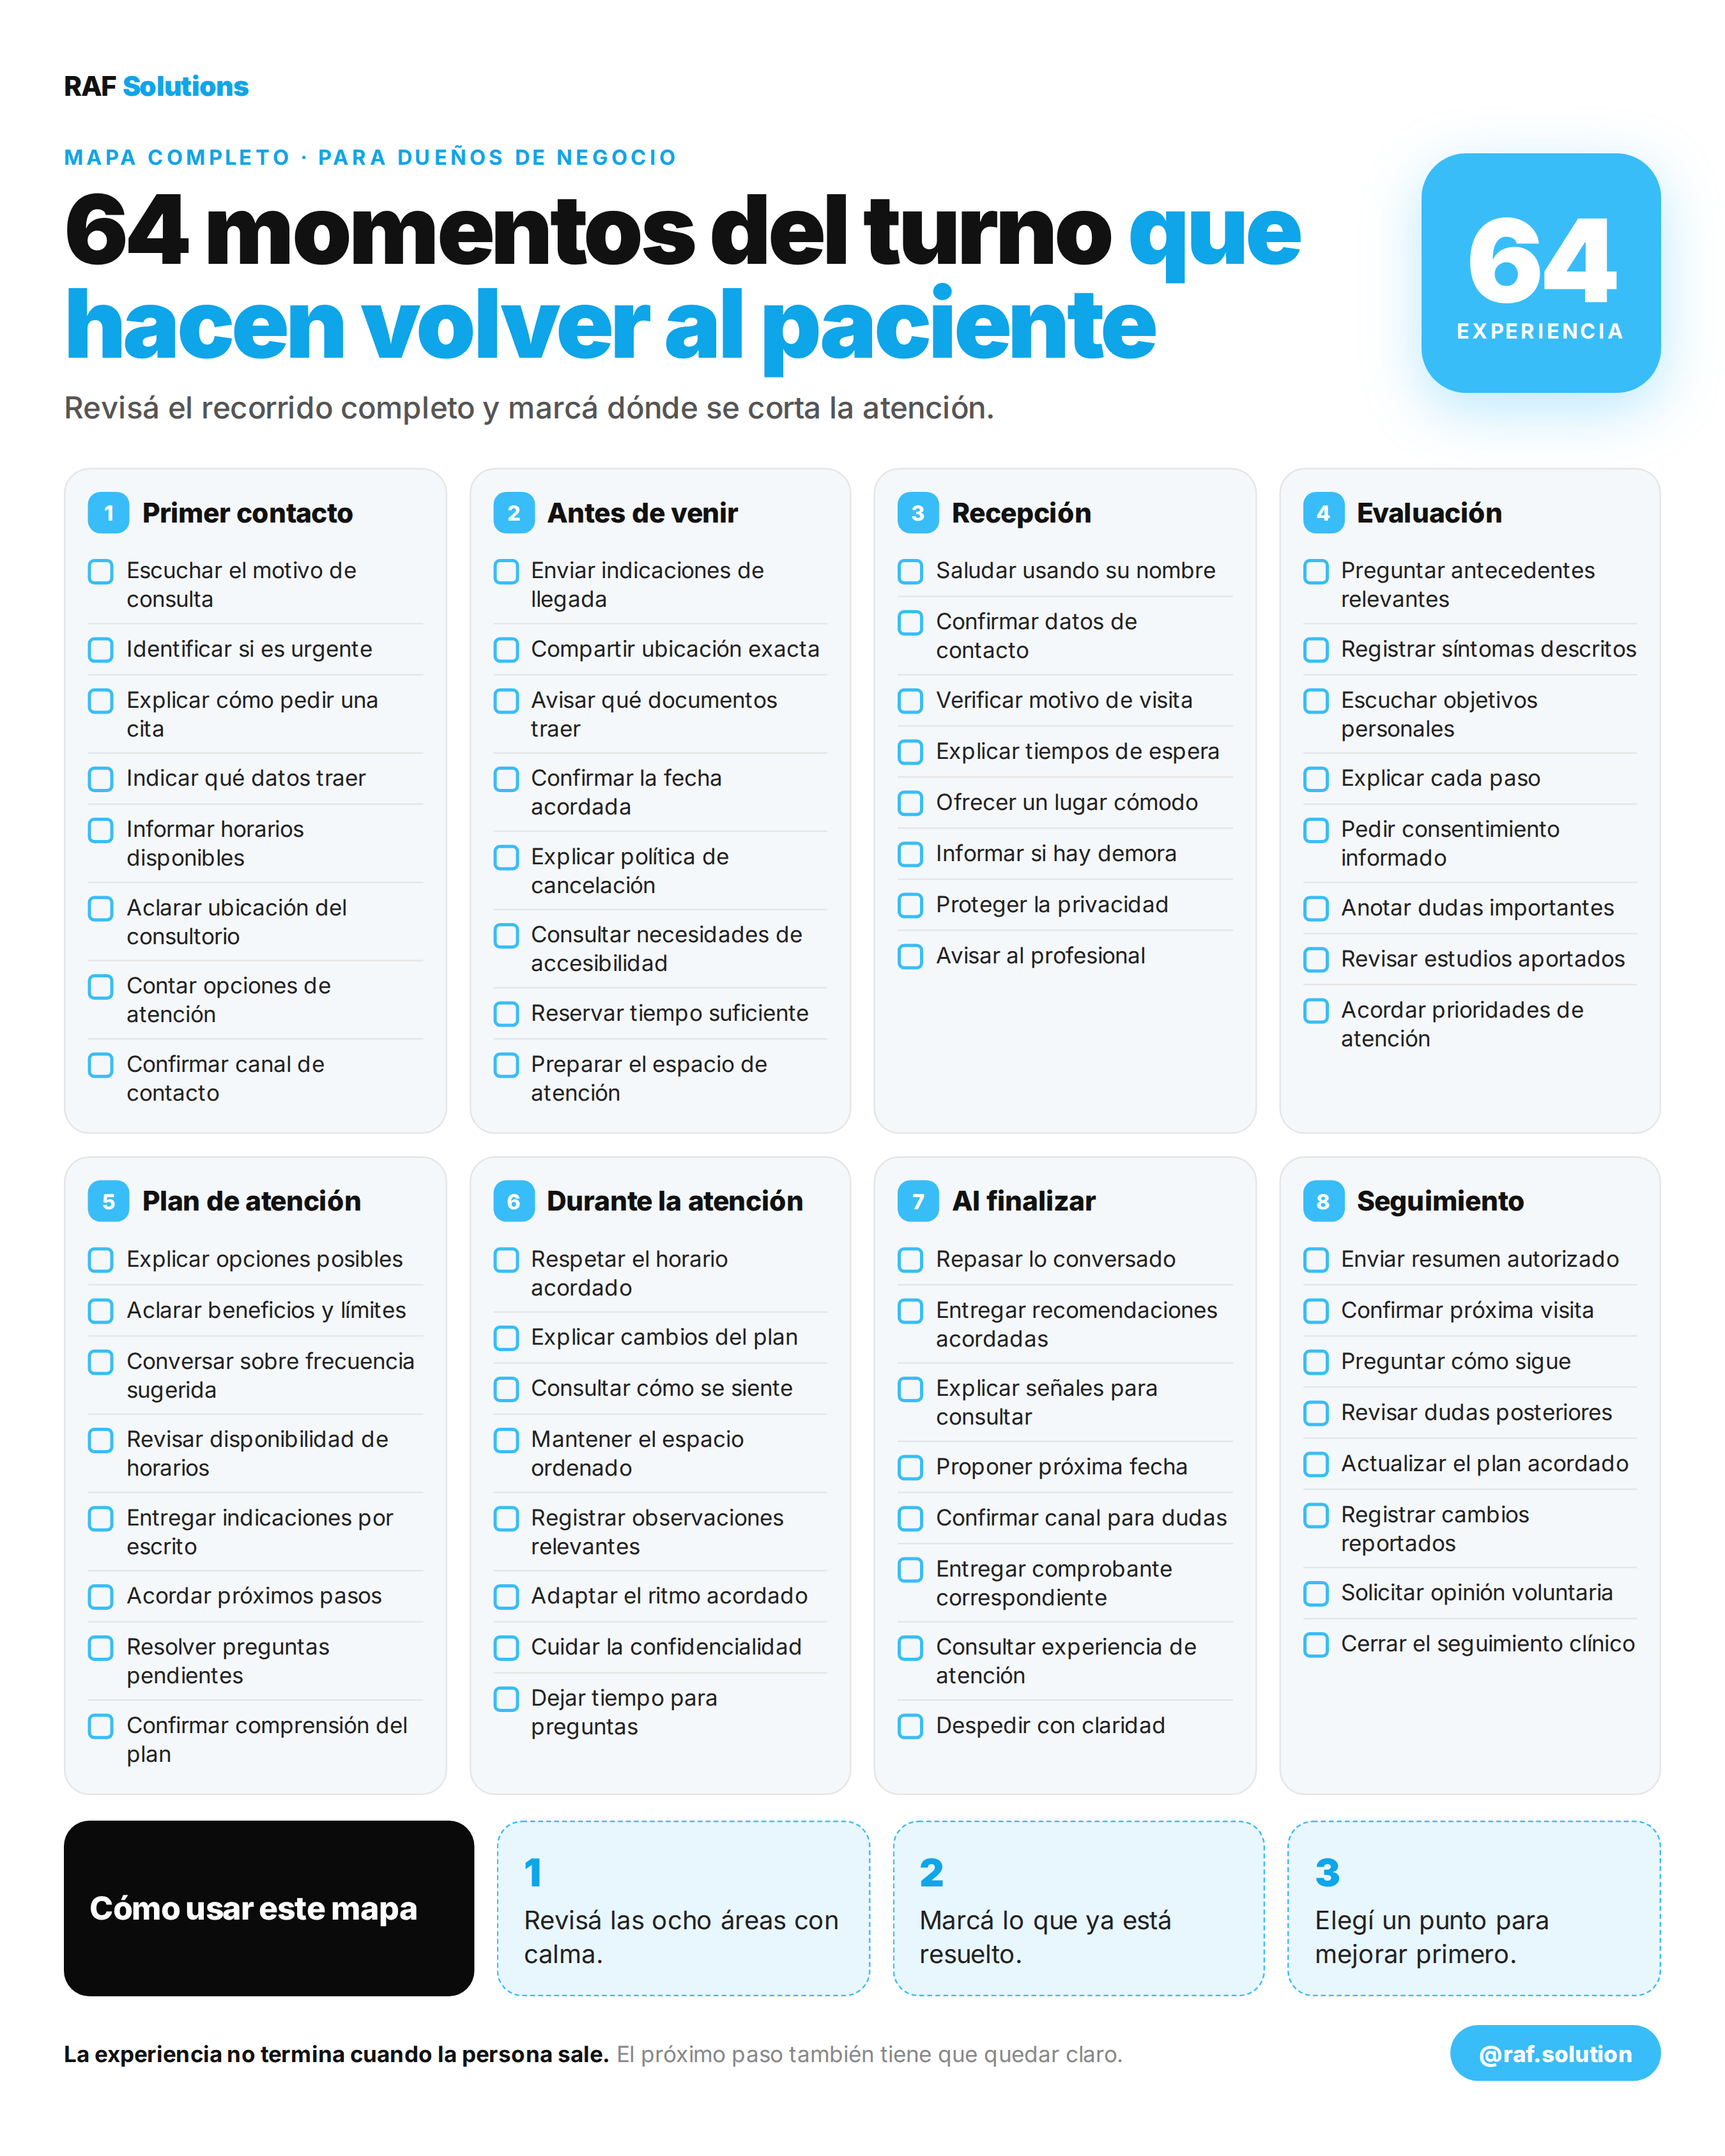 RAF Solutions
MAPA COMPLETO · PARA DUEÑOS DE NEGOCIO
64 momentos del turno que
hacen volver al paciente
Revisá el recorrido completo y marcá dónde se corta la atención.
64
EXPERIENCIA
1 Primer contacto
Escuchar el motivo de
consulta
Identificar si es urgente
Explicar cómo pedir una
cita
Indicar qué datos traer
Informar horarios
disponibles
Aclarar ubicación del
consultorio
Contar opciones de
atención
Confirmar canal de
contacto
2 Antes de venir
Enviar indicaciones de
llegada
Compartir ubicación exacta
Avisar qué documentos
traer
Confirmar la fecha
acordada
Explicar política de
cancelación
Consultar necesidades de
accesibilidad
Reservar tiempo suficiente
Preparar el espacio de
atención
3 Recepción
Saludar usando su nombre
Confirmar datos de
contacto
Verificar motivo de visita
Explicar tiempos de espera
Ofrecer un lugar cómodo
Informar si hay demora
Proteger la privacidad
Avisar al profesional
4 Evaluación
Preguntar antecedentes
relevantes
Registrar síntomas descritos
Escuchar objetivos
personales
Explicar cada paso
Pedir consentimiento
informado
Anotar dudas importantes
Revisar estudios aportados
Acordar prioridades de
atención
5 Plan de atención
Explicar opciones posibles
Aclarar beneficios y límites
Conversar sobre frecuencia
sugerida
Revisar disponibilidad de
horarios
Entregar indicaciones por
escrito
Acordar próximos pasos
Resolver preguntas
pendientes
Confirmar comprensión del
plan
6 Durante la atención
Respetar el horario
acordado
Explicar cambios del plan
Consultar cómo se siente
Mantener el espacio
ordenado
Registrar observaciones
relevantes
Adaptar el ritmo acordado
Cuidar la confidencialidad
Dejar tiempo para
preguntas
7 Al finalizar
Repasar lo conversado
Entregar recomendaciones
acordadas
Explicar señales para
consultar
Proponer próxima fecha
Confirmar canal para dudas
Entregar comprobante
correspondiente
Consultar experiencia de
atención
Despedir con claridad
8 Seguimiento
Enviar resumen autorizado
Confirmar próxima visita
Preguntar cómo sigue
Revisar dudas posteriores
Actualizar el plan acordado
Registrar cambios
reportados
Solicitar opinión voluntaria
Cerrar el seguimiento clínico
Cómo usar este mapa
1
Revisá las ocho áreas con
calma.
2
Marcá lo que ya está
resuelto.
3
Elegí un punto para
mejorar primero.
La experiencia no termina cuando la persona sale. El próximo paso también tiene que quedar claro.
@raf.solution